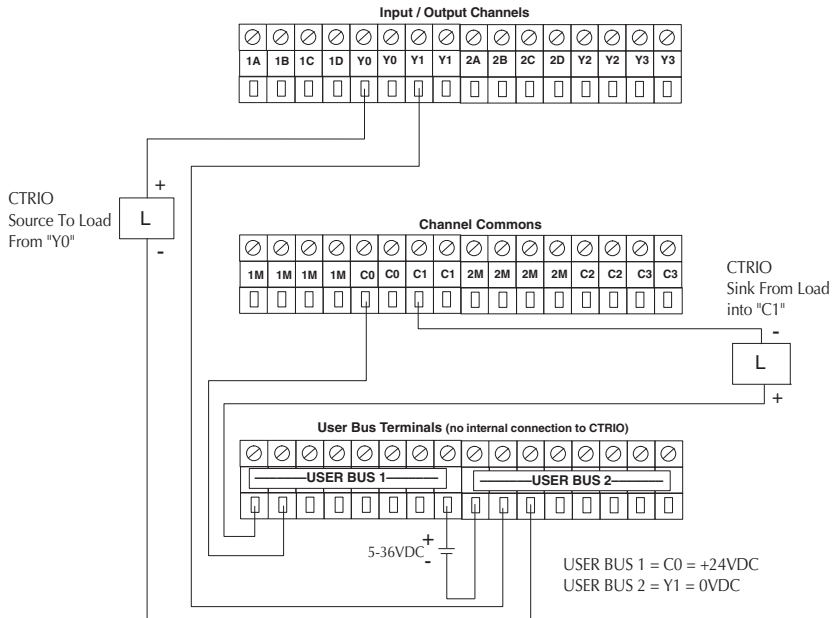 Input / Output Channels
1A 1B 1C 1D Y0 Y0 Y1 Y1 2A 2B 2C 2D Y2 Y2 Y3 Y3
+
CTRIO
Source To Load
From "Y0"
L
-
Channel Commons
1M 1M 1M 1M C0 C0 C1 C1 2M 2M 2M 2M C2 C2 C3 C3
CTRIO
Sink From Load
into "C1"
-
L
+
User Bus Terminals (no internal connection to CTRIO)
USER BUS 1 USER BUS 2
5-36VDC
+
-
USER BUS 1 = C0 = +24VDC
USER BUS 2 = Y1 = 0VDC